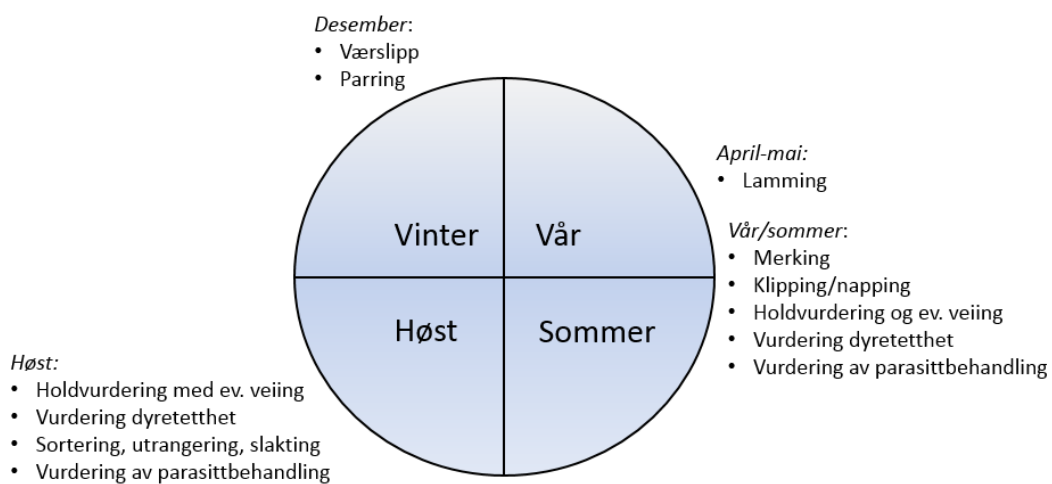 Desember:
• Værslipp
• Parring
April-mai:
• Lamming
Vinter
Vår
Vår/sommer:
• Merking
• Klipping/napping
• Holdvurdering og ev. veiing
• Vurdering dyretetthet
• Vurdering av parasittbehandling
Høst
Sommer
Høst:
• Holdvurdering med ev. veiing
• Vurdering dyretetthet
• Sortering, utrangering, slakting
• Vurdering av parasittbehandling